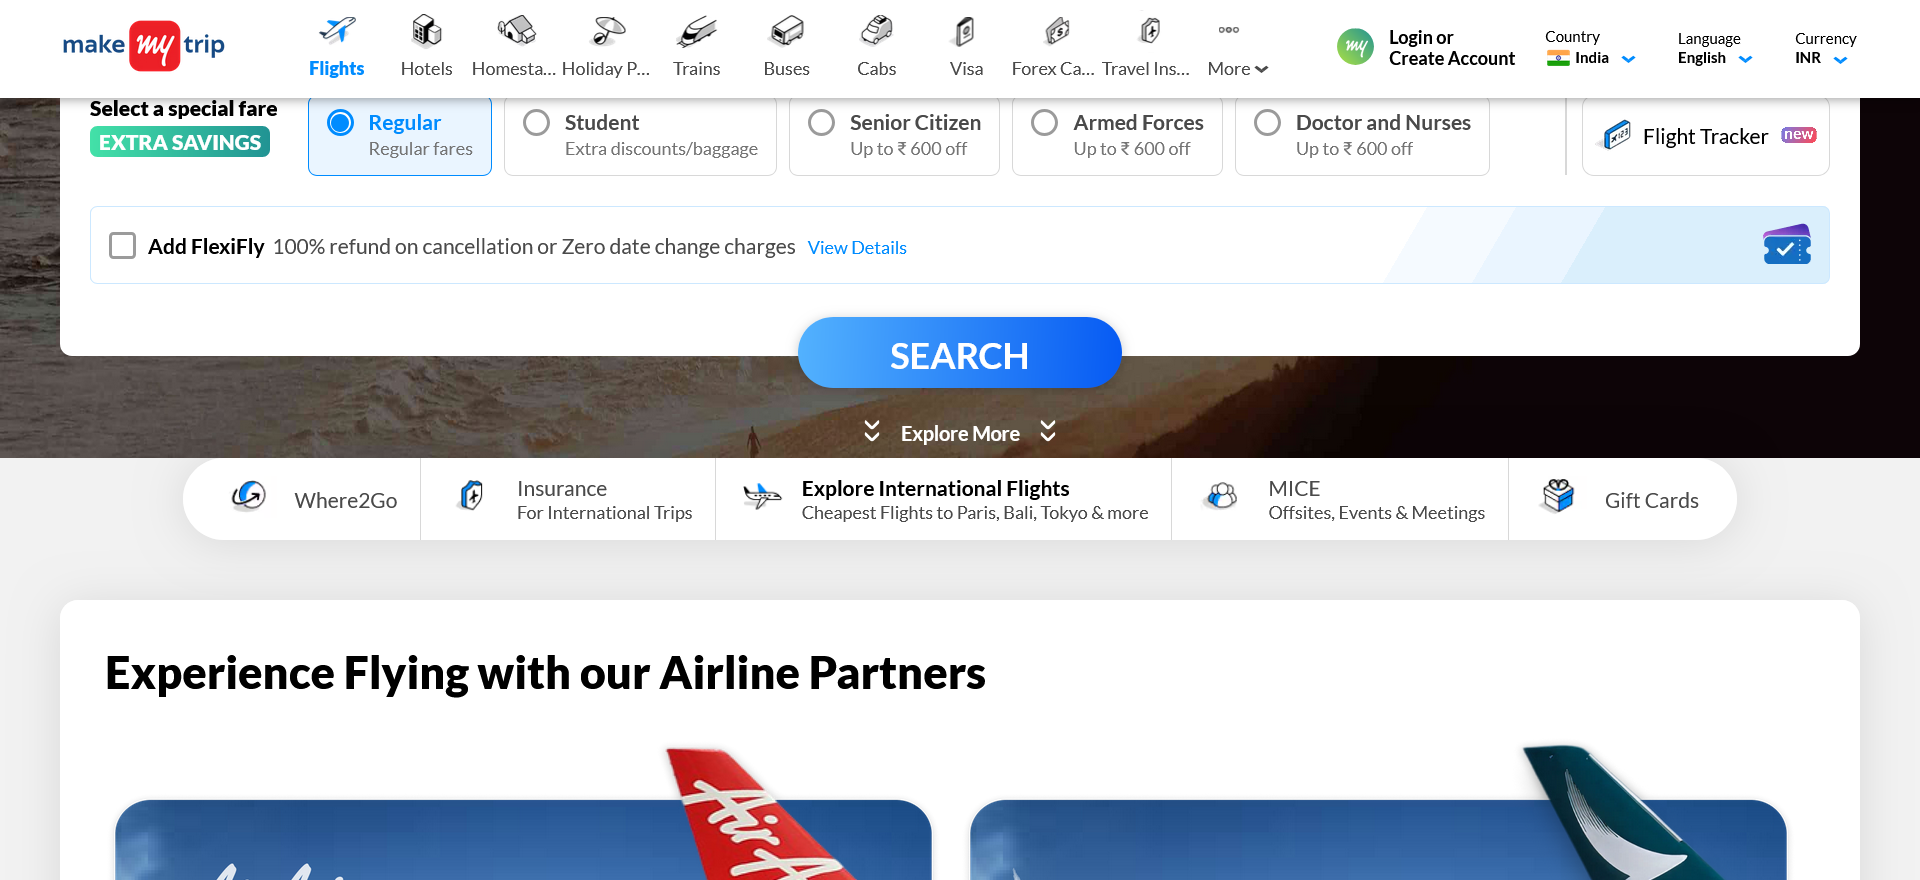 make my trip
Flights
Hotels
Homesta...
Holiday P...
Trains
Buses
Cabs
Visa
Forex Ca...
Travel Ins...
More
my
Login or
Create Account
Country
India
Language
English
Currency
INR
Select a special fare
EXTRA SAVINGS
Regular
Regular fares
Student
Extra discounts/baggage
Senior Citizen
Up to ₹ 600 off
Armed Forces
Up to ₹ 600 off
Doctor and Nurses
Up to ₹ 600 off
Flight Tracker new
Add FlexiFly 100% refund on cancellation or Zero date change charges View Details
SEARCH
Explore More
Where2Go
Insurance
For International Trips
Explore International Flights
Cheapest Flights to Paris, Bali, Tokyo & more
MICE
Offsites, Events & Meetings
Gift Cards
Experience Flying with our Airline Partners
Air